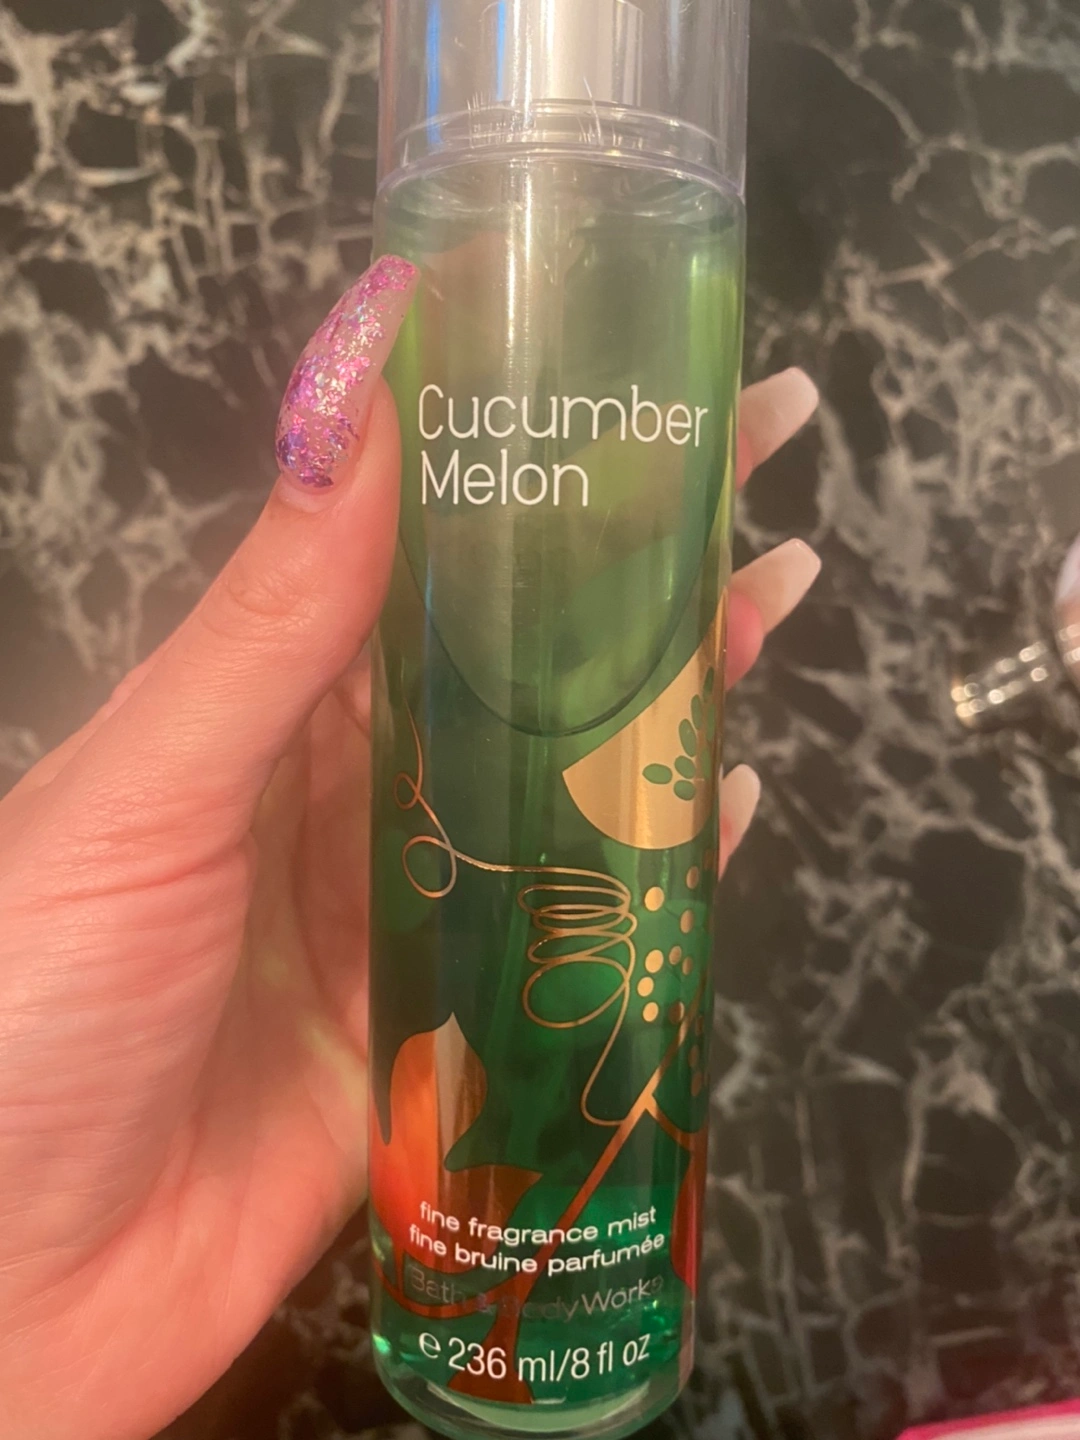 Cucumber
Melon
fine fragrance mist
fine bruine parfumée
Bath & Body Works
℮ 236 ml/8 fl oz